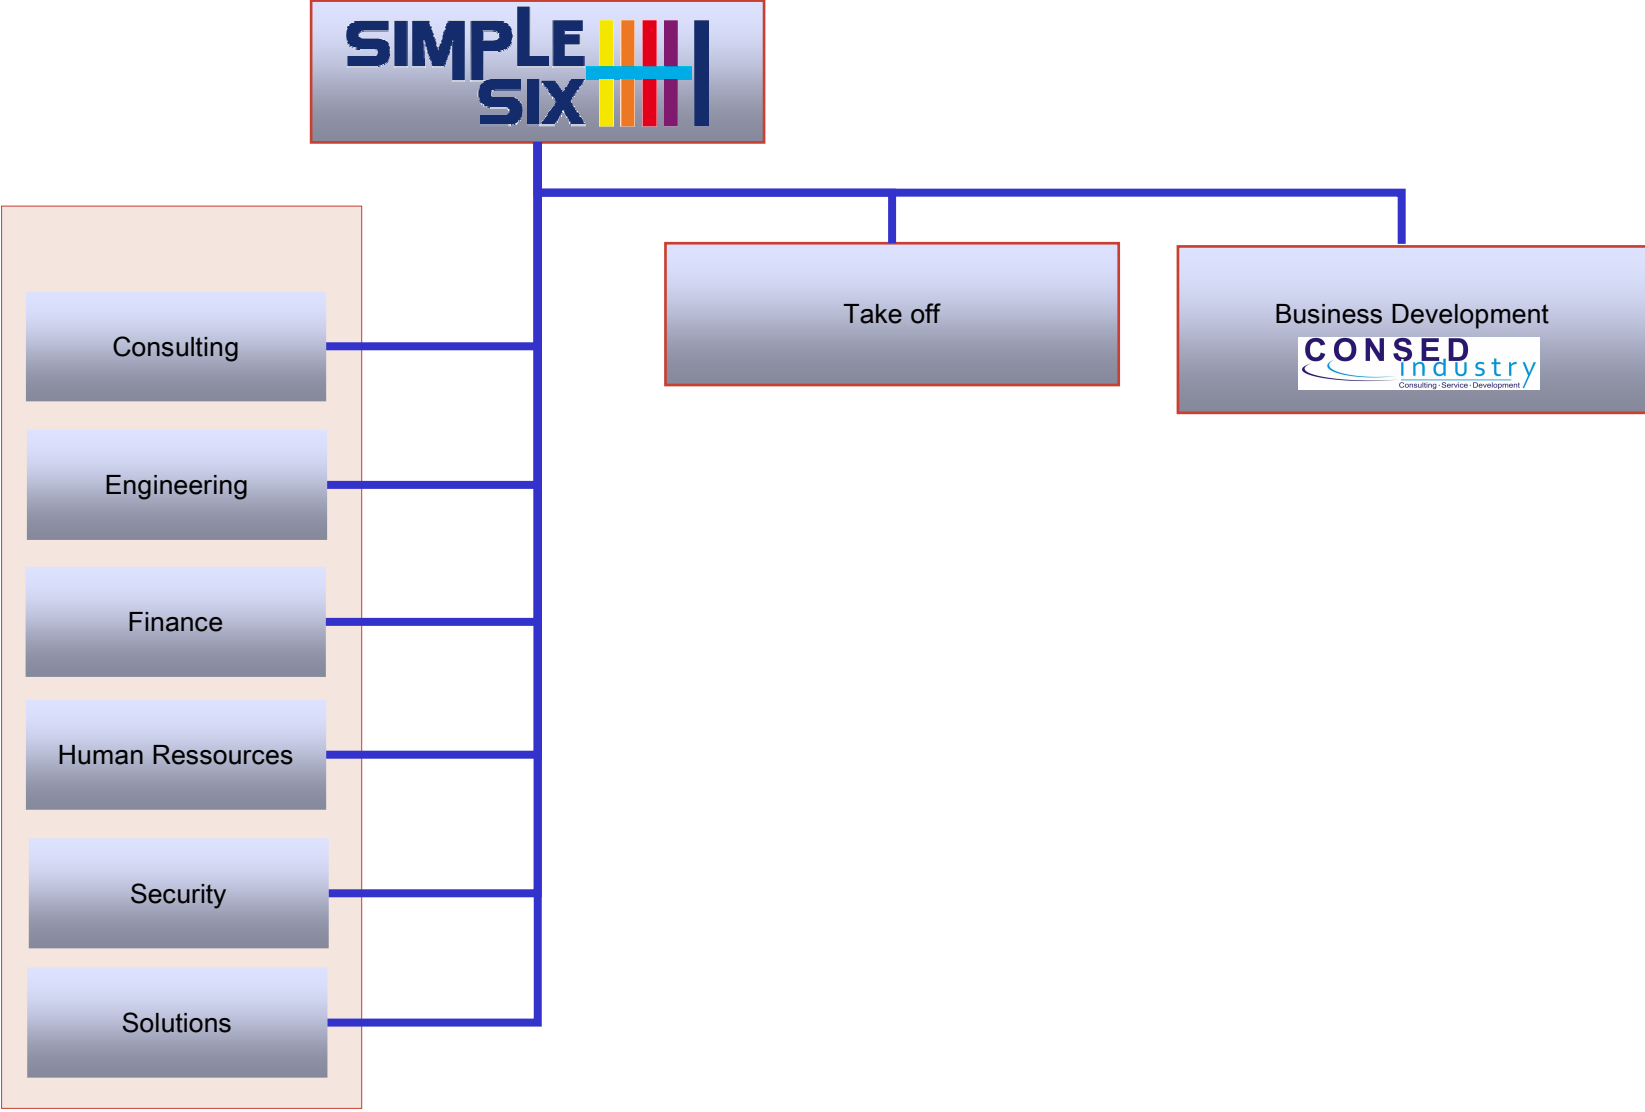 SIMPLE
SIX
Take off
Business Development
CONSED
industry
Consulting · Service · Development
Consulting
Engineering
Finance
Human Ressources
Security
Solutions